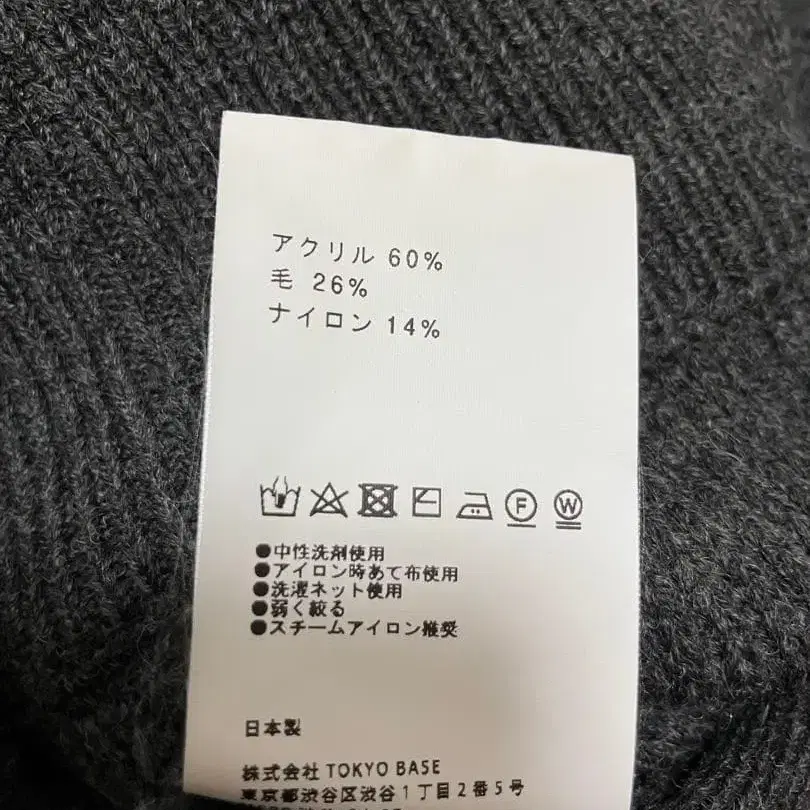 アクリル 60%
毛 26%
ナイロン 14%
F W
●中性洗剤使用
●アイロン時あて布使用
●洗濯ネット使用
●弱く絞る
●スチームアイロン推奨
日本製
株式会社 TOKYO BASE
東京都渋谷区渋谷1丁目2番5号